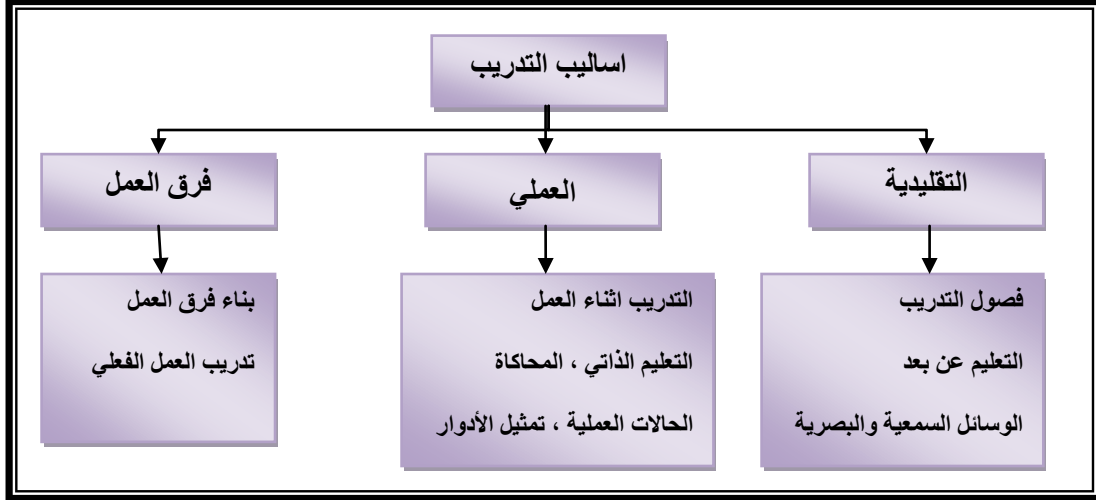 اساليب التدريب
التقليدية
العملي
فرق العمل
فصول التدريب
التعليم عن بعد
الوسائل السمعية والبصرية
التدريب اثناء العمل
التعليم الذاتي ، المحاكاة
الحالات العملية ، تمثيل الأدوار
بناء فرق العمل
تدريب العمل الفعلي